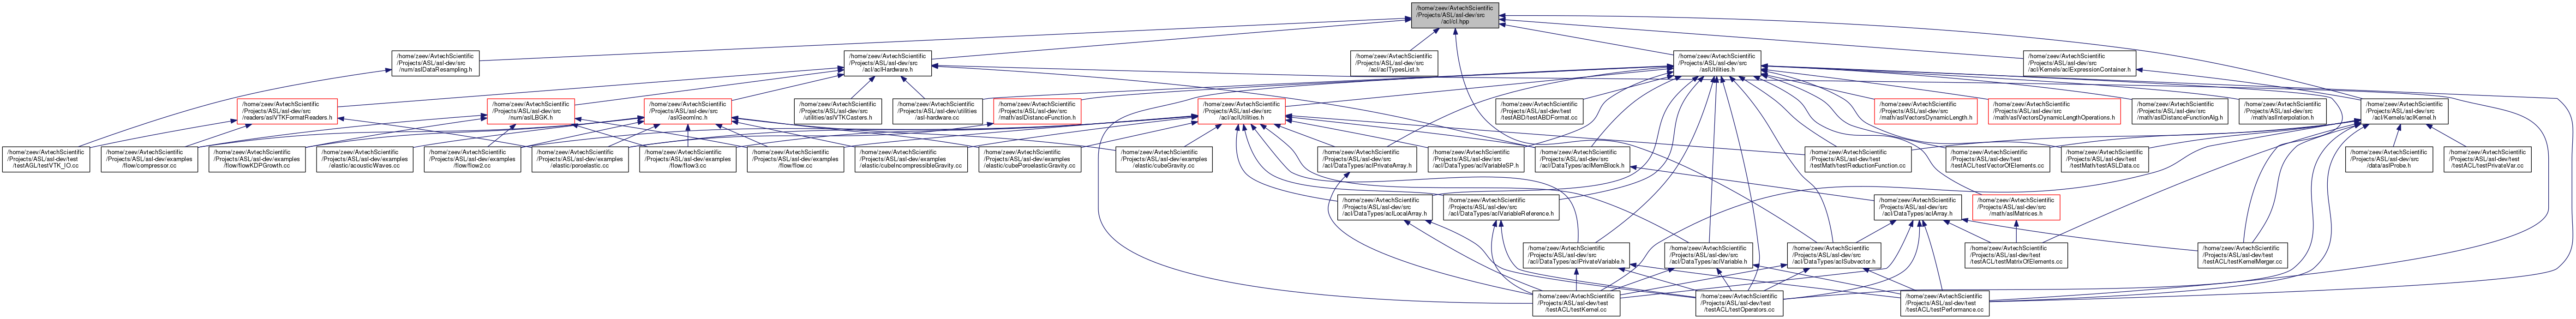 /home/zeev/AvtechScientific
/Projects/ASL/asl-dev/src
/acl/cl.hpp
/home/zeev/AvtechScientific
/Projects/ASL/asl-dev/src
/num/aslDataResampling.h
/home/zeev/AvtechScientific
/Projects/ASL/asl-dev/src
/acl/aclHardware.h
/home/zeev/AvtechScientific
/Projects/ASL/asl-dev/src
/acl/aclTypesList.h
/home/zeev/AvtechScientific
/Projects/ASL/asl-dev/src
/aslUtilities.h
/home/zeev/AvtechScientific
/Projects/ASL/asl-dev/src
/acl/Kernels/aclExpressionContainer.h
/home/zeev/AvtechScientific
/Projects/ASL/asl-dev/src
/readers/aslVTKFormatReaders.h
/home/zeev/AvtechScientific
/Projects/ASL/asl-dev/src
/num/aslLBGK.h
/home/zeev/AvtechScientific
/Projects/ASL/asl-dev/src
/aslGeomInc.h
/home/zeev/AvtechScientific
/Projects/ASL/asl-dev/src
/utilities/aslVTKCasters.h
/home/zeev/AvtechScientific
/Projects/ASL/asl-dev/utilities
/asl-hardware.cc
/home/zeev/AvtechScientific
/Projects/ASL/asl-dev/src
/math/aslDistanceFunction.h
/home/zeev/AvtechScientific
/Projects/ASL/asl-dev/src
/acl/aclUtilities.h
/home/zeev/AvtechScientific
/Projects/ASL/asl-dev/test
/testABD/testABDFormat.cc
/home/zeev/AvtechScientific
/Projects/ASL/asl-dev/src
/math/aslVectorsDynamicLength.h
/home/zeev/AvtechScientific
/Projects/ASL/asl-dev/src
/math/aslVectorsDynamicLengthOperations.h
/home/zeev/AvtechScientific
/Projects/ASL/asl-dev/src
/math/aslDistanceFunctionAlg.h
/home/zeev/AvtechScientific
/Projects/ASL/asl-dev/src
/math/aslInterpolation.h
/home/zeev/AvtechScientific
/Projects/ASL/asl-dev/src
/acl/Kernels/aclKernel.h
/home/zeev/AvtechScientific
/Projects/ASL/asl-dev/test
/testAGL/testVTK_IO.cc
/home/zeev/AvtechScientific
/Projects/ASL/asl-dev/examples
/flow/compressor.cc
/home/zeev/AvtechScientific
/Projects/ASL/asl-dev/examples
/flow/flowKDPGrowth.cc
/home/zeev/AvtechScientific
/Projects/ASL/asl-dev/examples
/elastic/acousticWaves.cc
/home/zeev/AvtechScientific
/Projects/ASL/asl-dev/examples
/flow/flow2.cc
/home/zeev/AvtechScientific
/Projects/ASL/asl-dev/examples
/elastic/poroelastic.cc
/home/zeev/AvtechScientific
/Projects/ASL/asl-dev/examples
/flow/flow3.cc
/home/zeev/AvtechScientific
/Projects/ASL/asl-dev/examples
/flow/flow.cc
/home/zeev/AvtechScientific
/Projects/ASL/asl-dev/examples
/elastic/cubeIncompressibleGravity.cc
/home/zeev/AvtechScientific
/Projects/ASL/asl-dev/examples
/elastic/cubePoroelasticGravity.cc
/home/zeev/AvtechScientific
/Projects/ASL/asl-dev/examples
/elastic/cubeGravity.cc
/home/zeev/AvtechScientific
/Projects/ASL/asl-dev/src
/acl/DataTypes/aclPrivateArray.h
/home/zeev/AvtechScientific
/Projects/ASL/asl-dev/src
/acl/DataTypes/aclVariableSP.h
/home/zeev/AvtechScientific
/Projects/ASL/asl-dev/src
/acl/DataTypes/aclMemBlock.h
/home/zeev/AvtechScientific
/Projects/ASL/asl-dev/test
/testMath/testReductionFunction.cc
/home/zeev/AvtechScientific
/Projects/ASL/asl-dev/test
/testACL/testVectorOfElements.cc
/home/zeev/AvtechScientific
/Projects/ASL/asl-dev/test
/testMath/testASLData.cc
/home/zeev/AvtechScientific
/Projects/ASL/asl-dev/src
/data/aslProbe.h
/home/zeev/AvtechScientific
/Projects/ASL/asl-dev/test
/testACL/testPrivateVar.cc
/home/zeev/AvtechScientific
/Projects/ASL/asl-dev/src
/acl/DataTypes/aclLocalArray.h
/home/zeev/AvtechScientific
/Projects/ASL/asl-dev/src
/acl/DataTypes/aclVariableReference.h
/home/zeev/AvtechScientific
/Projects/ASL/asl-dev/src
/acl/DataTypes/aclArray.h
/home/zeev/AvtechScientific
/Projects/ASL/asl-dev/src
/math/aslMatrices.h
/home/zeev/AvtechScientific
/Projects/ASL/asl-dev/src
/acl/DataTypes/aclPrivateVariable.h
/home/zeev/AvtechScientific
/Projects/ASL/asl-dev/src
/acl/DataTypes/aclVariable.h
/home/zeev/AvtechScientific
/Projects/ASL/asl-dev/src
/acl/DataTypes/aclSubvector.h
/home/zeev/AvtechScientific
/Projects/ASL/asl-dev/test
/testACL/testMatrixOfElements.cc
/home/zeev/AvtechScientific
/Projects/ASL/asl-dev/test
/testACL/testKernelMerger.cc
/home/zeev/AvtechScientific
/Projects/ASL/asl-dev/test
/testACL/testKernel.cc
/home/zeev/AvtechScientific
/Projects/ASL/asl-dev/test
/testACL/testOperators.cc
/home/zeev/AvtechScientific
/Projects/ASL/asl-dev/test
/testACL/testPerformance.cc